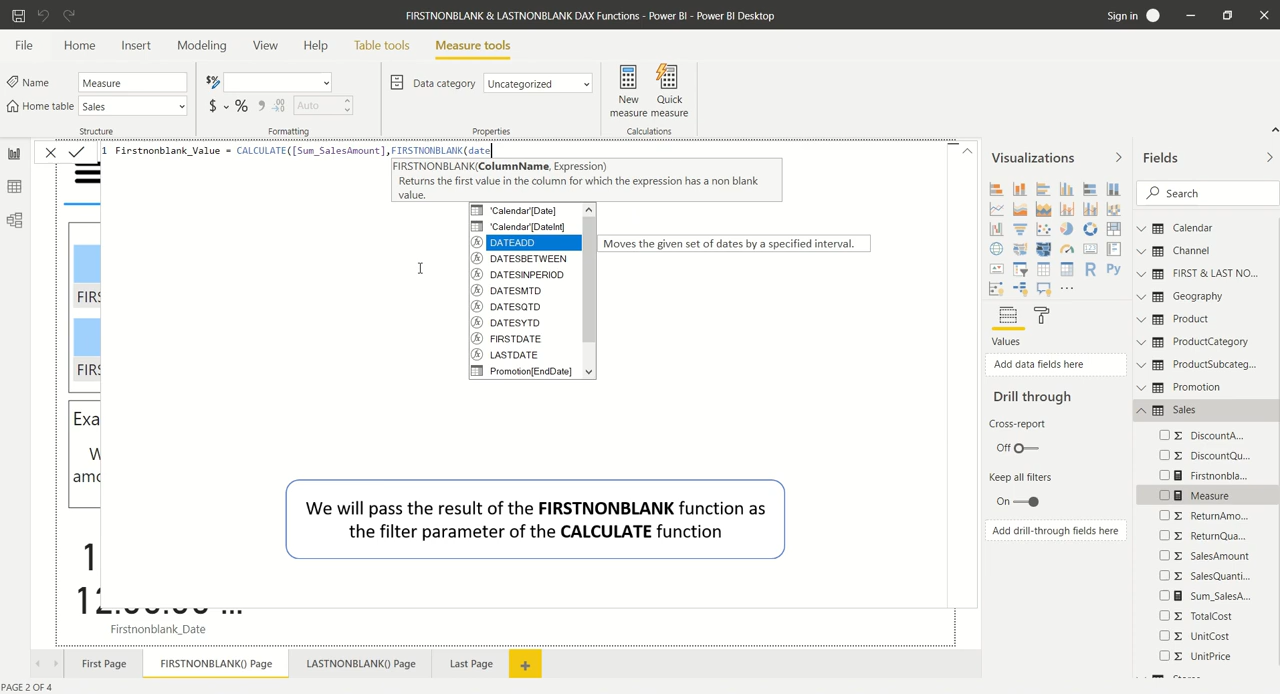 FIRSTNONBLANK & LASTNONBLANK DAX Functions - Power BI - Power BI Desktop
Sign in
File Home Insert Modeling View Help Table tools Measure tools
Name Measure
Home table Sales
Structure
$ % 9 Auto
Formatting
Data category Uncategorized
Properties
New measure
Quick measure
Calculations
1 Firstnonblank_Value = CALCULATE([Sum_SalesAmount],FIRSTNONBLANK(date
FIRSTNONBLANK(ColumnName, Expression)
Returns the first value in the column for which the expression has a non blank
value.
'Calendar'[Date]
'Calendar'[DateInt]
DATEADD
Moves the given set of dates by a specified interval.
DATESBETWEEN
DATESINPERIOD
DATESMTD
DATESQTD
DATESYTD
FIRSTDATE
LASTDATE
Promotion[EndDate]
FIRS
FIRS
Exa
W
amo
We will pass the result of the FIRSTNONBLANK function as
the filter parameter of the CALCULATE function
Firstnonblank_Date
Visualizations
R Py
Values
Add data fields here
Drill through
Cross-report
Off
Keep all filters
On
Add drill-through fields here
Fields
Search
Calendar
Channel
FIRST & LAST NO...
Geography
Product
ProductCategory
ProductSubcateg...
Promotion
Sales
DiscountA...
DiscountQu...
Firstnonbla...
Measure
ReturnAmo...
ReturnQua...
SalesAmount
SalesQuanti...
Sum_SalesA...
TotalCost
UnitCost
UnitPrice
First Page FIRSTNONBLANK() Page LASTNONBLANK() Page Last Page
PAGE 2 OF 4